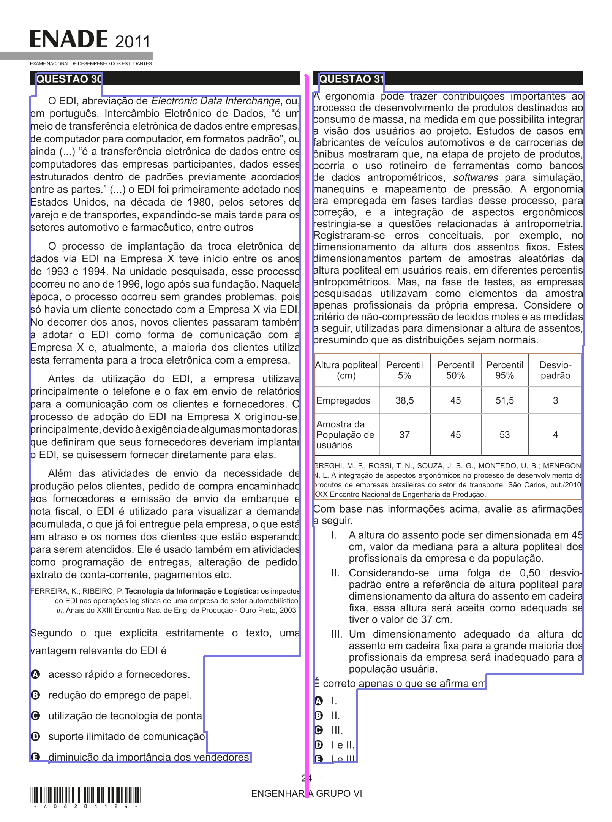 ENADE 2011
EXAME NACIONAL DE DESEMPENHO DOS ESTUDANTES
QUESTÃO 30
O EDI, abreviação de Electronic Data Interchange, ou,
em português, Intercâmbio Eletrônico de Dados, “é um
meio de transferência eletrônica de dados entre empresas,
de computador para computador, em formatos padrão”, ou
ainda (...) “é a transferência eletrônica de dados entre os
computadores das empresas participantes, dados esses
estruturados dentro de padrões previamente acordados
entre as partes.” (...) o EDI foi primeiramente adotado nos
Estados Unidos, na década de 1980, pelos setores de
varejo e de transportes, expandindo-se mais tarde para os
setores automotivo e farmacêutico, entre outros
O processo de implantação da troca eletrônica de
dados via EDI na Empresa X teve início entre os anos
de 1993 e 1994. Na unidade pesquisada, esse processo
ocorreu no ano de 1996, logo após sua fundação. Naquela
época, o processo ocorreu sem grandes problemas, pois
só havia um cliente conectado com a Empresa X via EDI.
No decorrer dos anos, novos clientes passaram também
a adotar o EDI como forma de comunicação com a
Empresa X e, atualmente, a maioria dos clientes utiliza
esta ferramenta para a troca eletrônica com a empresa.
Antes da utilização do EDI, a empresa utilizava
principalmente o telefone e o fax em envio de relatórios
para a comunicação com os clientes e fornecedores. O
processo de adoção do EDI na Empresa X originou-se,
principalmente, devido à exigência de algumas montadoras,
que definiram que seus fornecedores deveriam implantar
o EDI, se quisessem fornecer diretamente para elas.
Além das atividades de envio da necessidade de
produção pelos clientes, pedido de compra encaminhado
aos fornecedores e emissão de envio de embarque e
nota fiscal, o EDI é utilizado para visualizar a demanda
acumulada, o que já foi entregue pela empresa, o que está
em atraso e os nomes dos clientes que estão esperando
para serem atendidos. Ele é usado também em atividades
como programação de entregas, alteração de pedido,
extrato de conta-corrente, pagamentos etc.
FERREIRA, K.; RIBEIRO, P. Tecnologia da Informação e Logística: os impactos
do EDI nas operações logísticas de uma empresa do setor automobilístico.
In: Anais do XXIII Encontro Nac. de Eng. de Produção - Ouro Preto, 2003.
Segundo o que explicita estritamente o texto, uma
vantagem relevante do EDI é
A acesso rápido a fornecedores.
B redução do emprego de papel.
C utilização de tecnologia de ponta.
D suporte ilimitado de comunicação.
E diminuição da importância dos vendedores.
QUESTÃO 31
A ergonomia pode trazer contribuições importantes ao
processo de desenvolvimento de produtos destinados ao
consumo de massa, na medida em que possibilita integrar
a visão dos usuários ao projeto. Estudos de casos em
fabricantes de veículos automotivos e de carrocerias de
ônibus mostraram que, na etapa de projeto de produtos,
ocorria o uso rotineiro de ferramentas como bancos
de dados antropométricos, softwares para simulação,
manequins e mapeamento de pressão. A ergonomia
era empregada em fases tardias desse processo, para
correção, e a integração de aspectos ergonômicos
restringia-se a questões relacionadas à antropometria.
Registraram-se erros conceituais, por exemplo, no
dimensionamento da altura dos assentos fixos. Estes
dimensionamentos partem de amostras aleatórias da
altura poplíteal em usuários reais, em diferentes percentis
antropométricos. Mas, na fase de testes, as empresas
pesquisadas utilizavam como elementos da amostra
apenas profissionais da própria empresa. Considere o
critério de não-compressão de tecidos moles e as medidas
a seguir, utilizadas para dimensionar a altura de assentos,
presumindo que as distribuições sejam normais.
Altura poplíteal (cm) Percentil 5% Percentil 50% Percentil 95% Desvio-padrão
Empregados 38,5 45 51,5 3
Amostra da População de usuários 37 45 53 4
BREGHI, M. F.; ROSSI, T. N.; SOUZA, J. B. G.; MONTEDO, U. B.; MENEGON,
N. L. A integração de aspectos ergonômicos no processo de desenvolvimento de
produtos de empresas brasileiras do setor de transporte. São Carlos, out./2010.
XXX Encontro Nacional de Engenharia de Produção.
Com base nas informações acima, avalie as afirmações
a seguir.
I. A altura do assento pode ser dimensionada em 45
cm, valor da mediana para a altura poplíteal dos
profissionais da empresa e da população.
II. Considerando-se uma folga de 0,50 desvio-
padrão entre a referência de altura poplíteal para
dimensionamento da altura do assento em cadeira
fixa, essa altura será aceita como adequada se
tiver o valor de 37 cm.
III. Um dimensionamento adequado da altura do
assento em cadeira fixa para a grande maioria dos
profissionais da empresa será inadequado para a
população usuária.
É correto apenas o que se afirma em
A I.
B II.
C III.
D I e II.
E I e III.
24
ENGENHARIA GRUPO VI